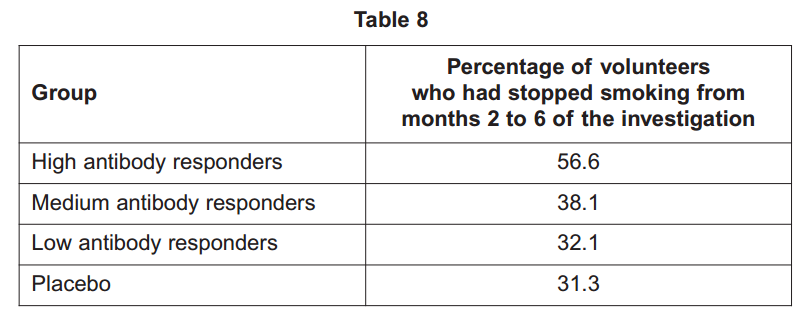 Table 8
Group
Percentage of volunteers
who had stopped smoking from
months 2 to 6 of the investigation
High antibody responders 56.6
Medium antibody responders 38.1
Low antibody responders 32.1
Placebo 31.3